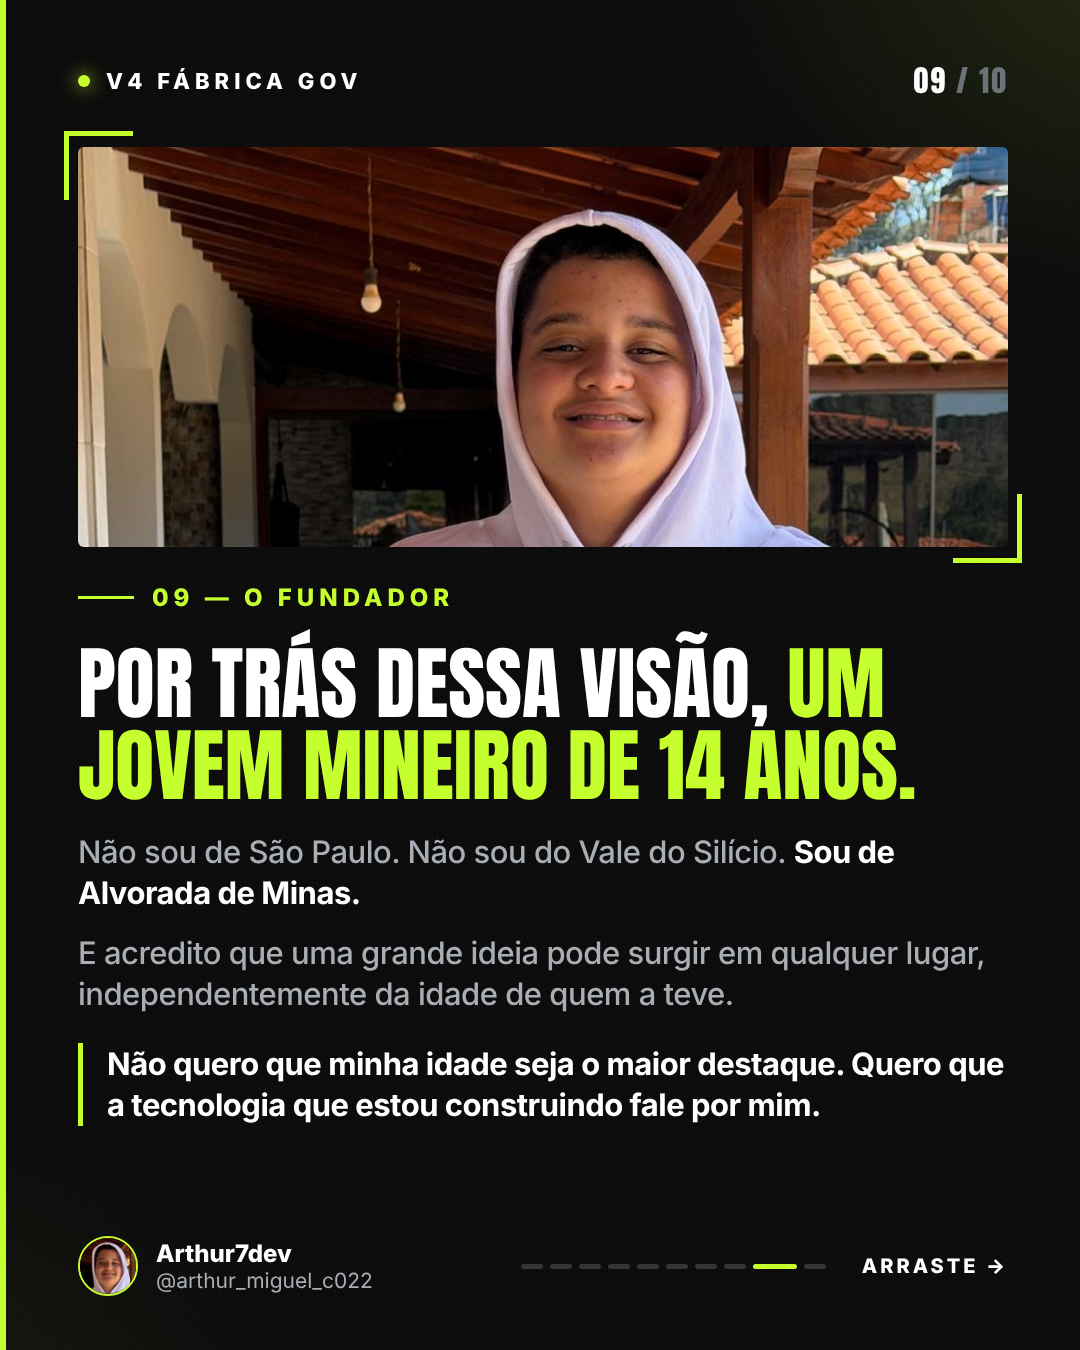 V4 FÁBRICA GOV
09 / 10
09 — O FUNDADOR
POR TRÁS DESSA VISÃO, UM
JOVEM MINEIRO DE 14 ANOS.
Não sou de São Paulo. Não sou do Vale do Silício. Sou de
Alvorada de Minas.
E acredito que uma grande ideia pode surgir em qualquer lugar,
independentemente da idade de quem a teve.
Não quero que minha idade seja o maior destaque. Quero que
a tecnologia que estou construindo fale por mim.
Arthur7dev
@arthur_miguel_c022
ARRASTE →